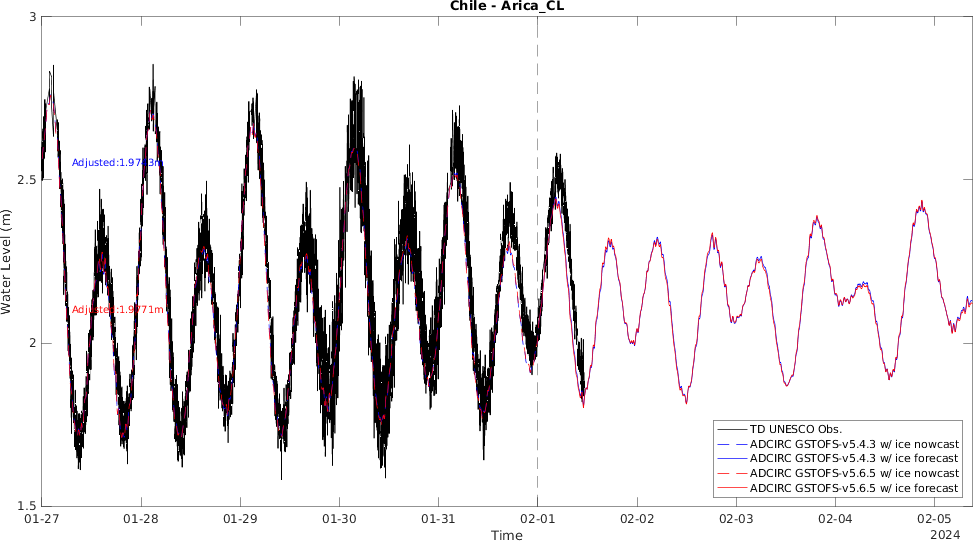 Chile - Arica_CL
3
2.5
2
1.5
Water Level (m)
Adjusted:1.9743m
Adjusted:1.9771m
TD UNESCO Obs.
ADCIRC GSTOFS-v5.4.3 w/ ice nowcast
ADCIRC GSTOFS-v5.4.3 w/ ice forecast
ADCIRC GSTOFS-v5.6.5 w/ ice nowcast
ADCIRC GSTOFS-v5.6.5 w/ ice forecast
01-27 01-28 01-29 01-30 01-31 02-01 02-02 02-03 02-04 02-05
Time
2024